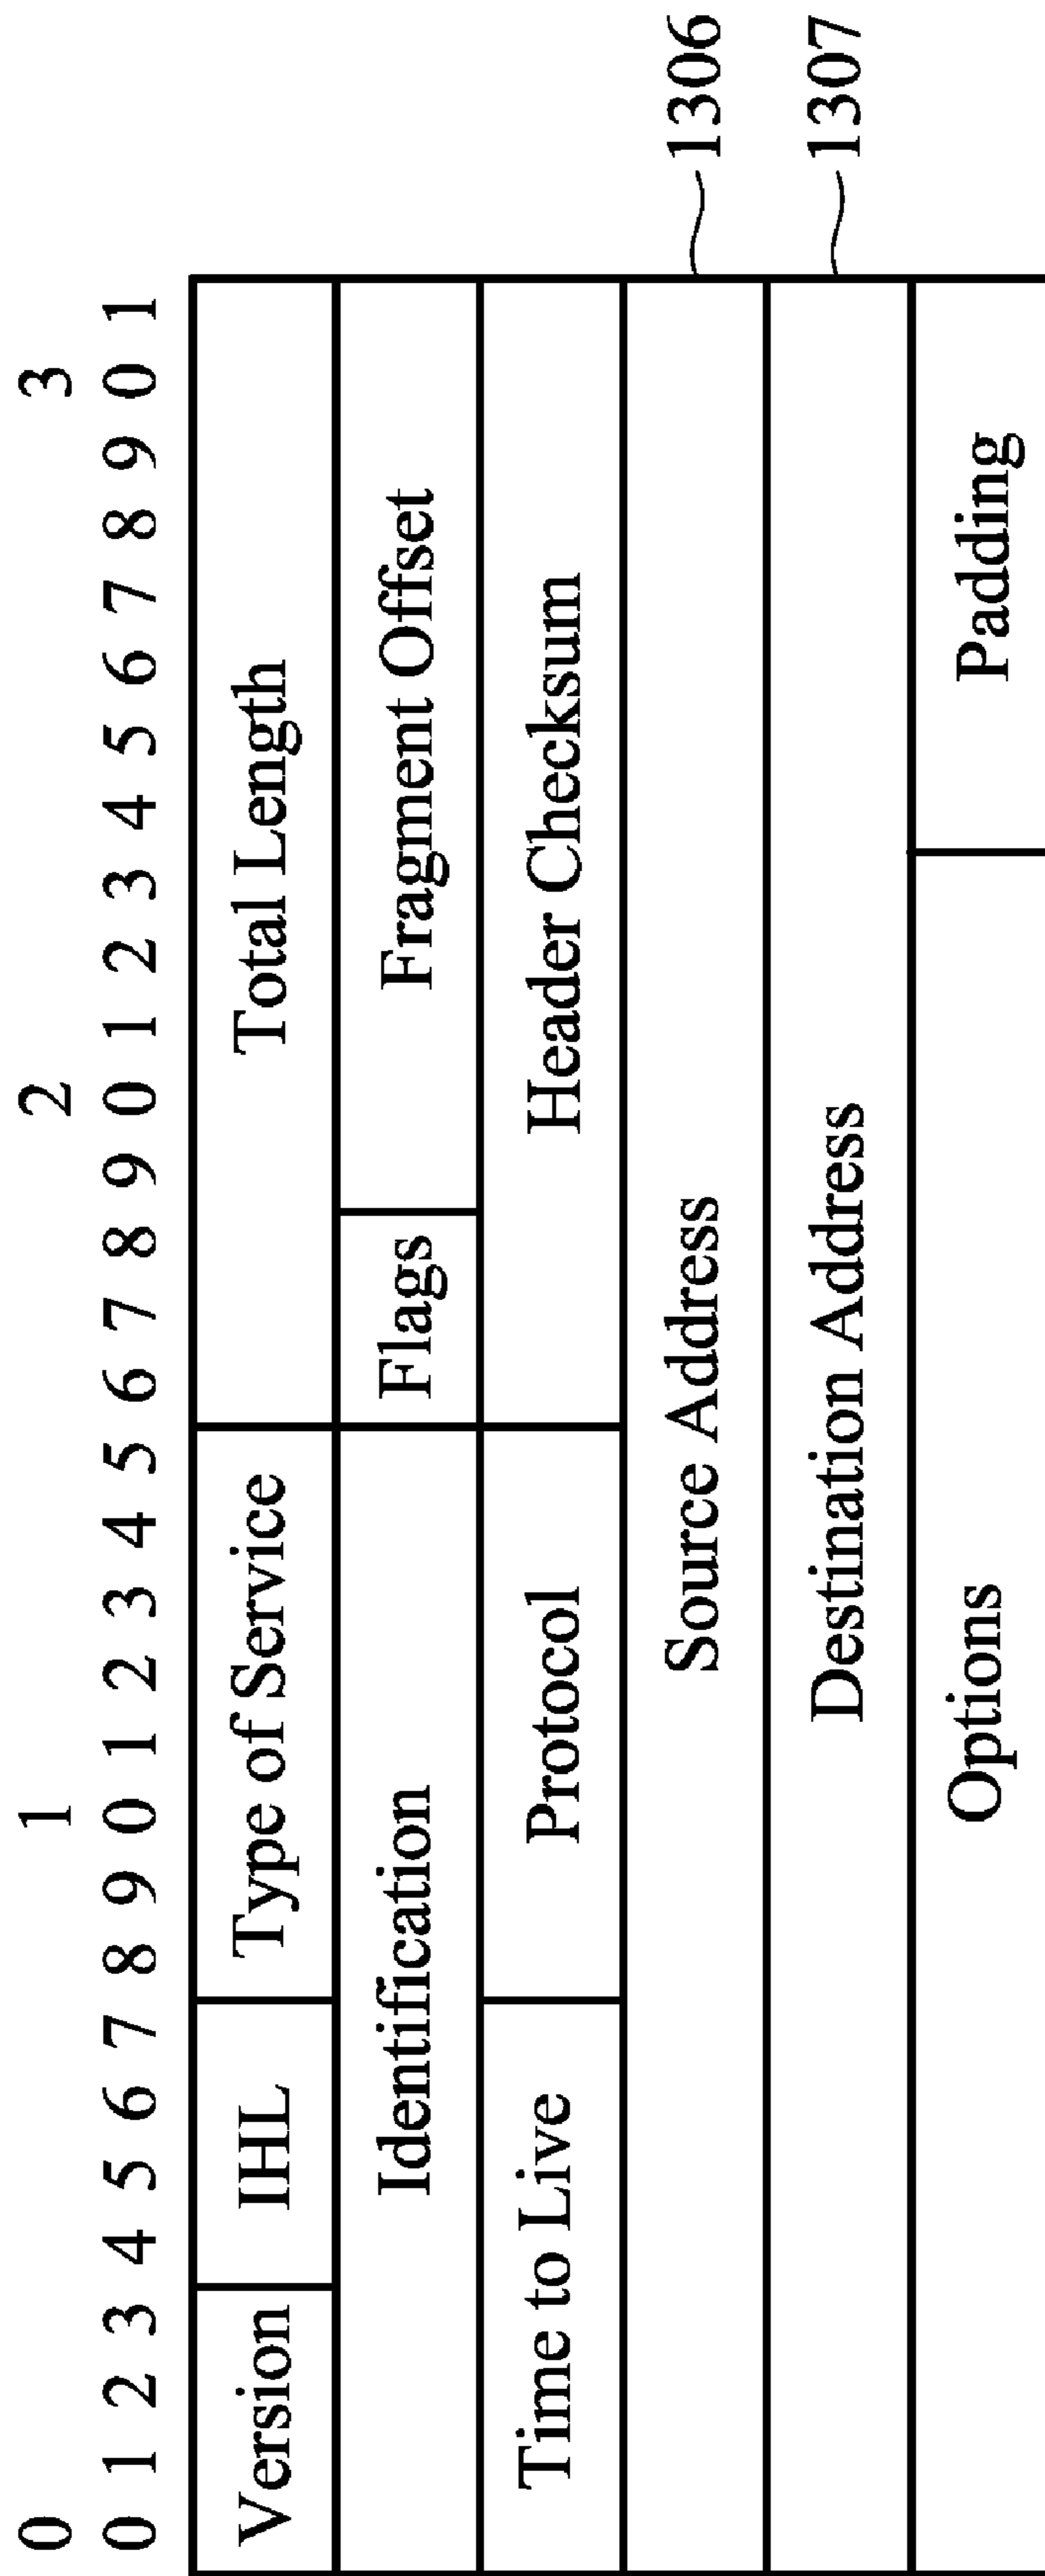 0 1 2 3
0 1 2 3 4 5 6 7 8 9 0 1 2 3 4 5 6 7 8 9 0 1 2 3 4 5 6 7 8 9 0 1
Version IHL Type of Service Total Length
Identification Flags Fragment Offset
Time to Live Protocol Header Checksum
Source Address 1306
Destination Address 1307
Options Padding